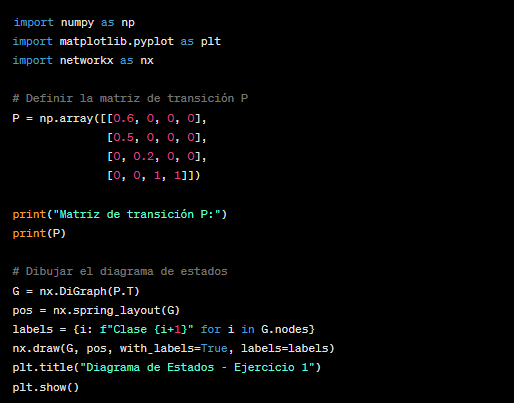 import numpy as np
import matplotlib.pyplot as plt
import networkx as nx
# Definir la matriz de transición P
P = np.array([[0.6, 0, 0, 0],
[0.5, 0, 0, 0],
[0, 0.2, 0, 0],
[0, 0, 1, 1]])
print("Matriz de transición P:")
print(P)
# Dibujar el diagrama de estados
G = nx.DiGraph(P.T)
pos = nx.spring_layout(G)
labels = {i: f"Clase {i+1}" for i in G.nodes}
nx.draw(G, pos, with_labels=True, labels=labels)
plt.title("Diagrama de Estados - Ejercicio 1")
plt.show()